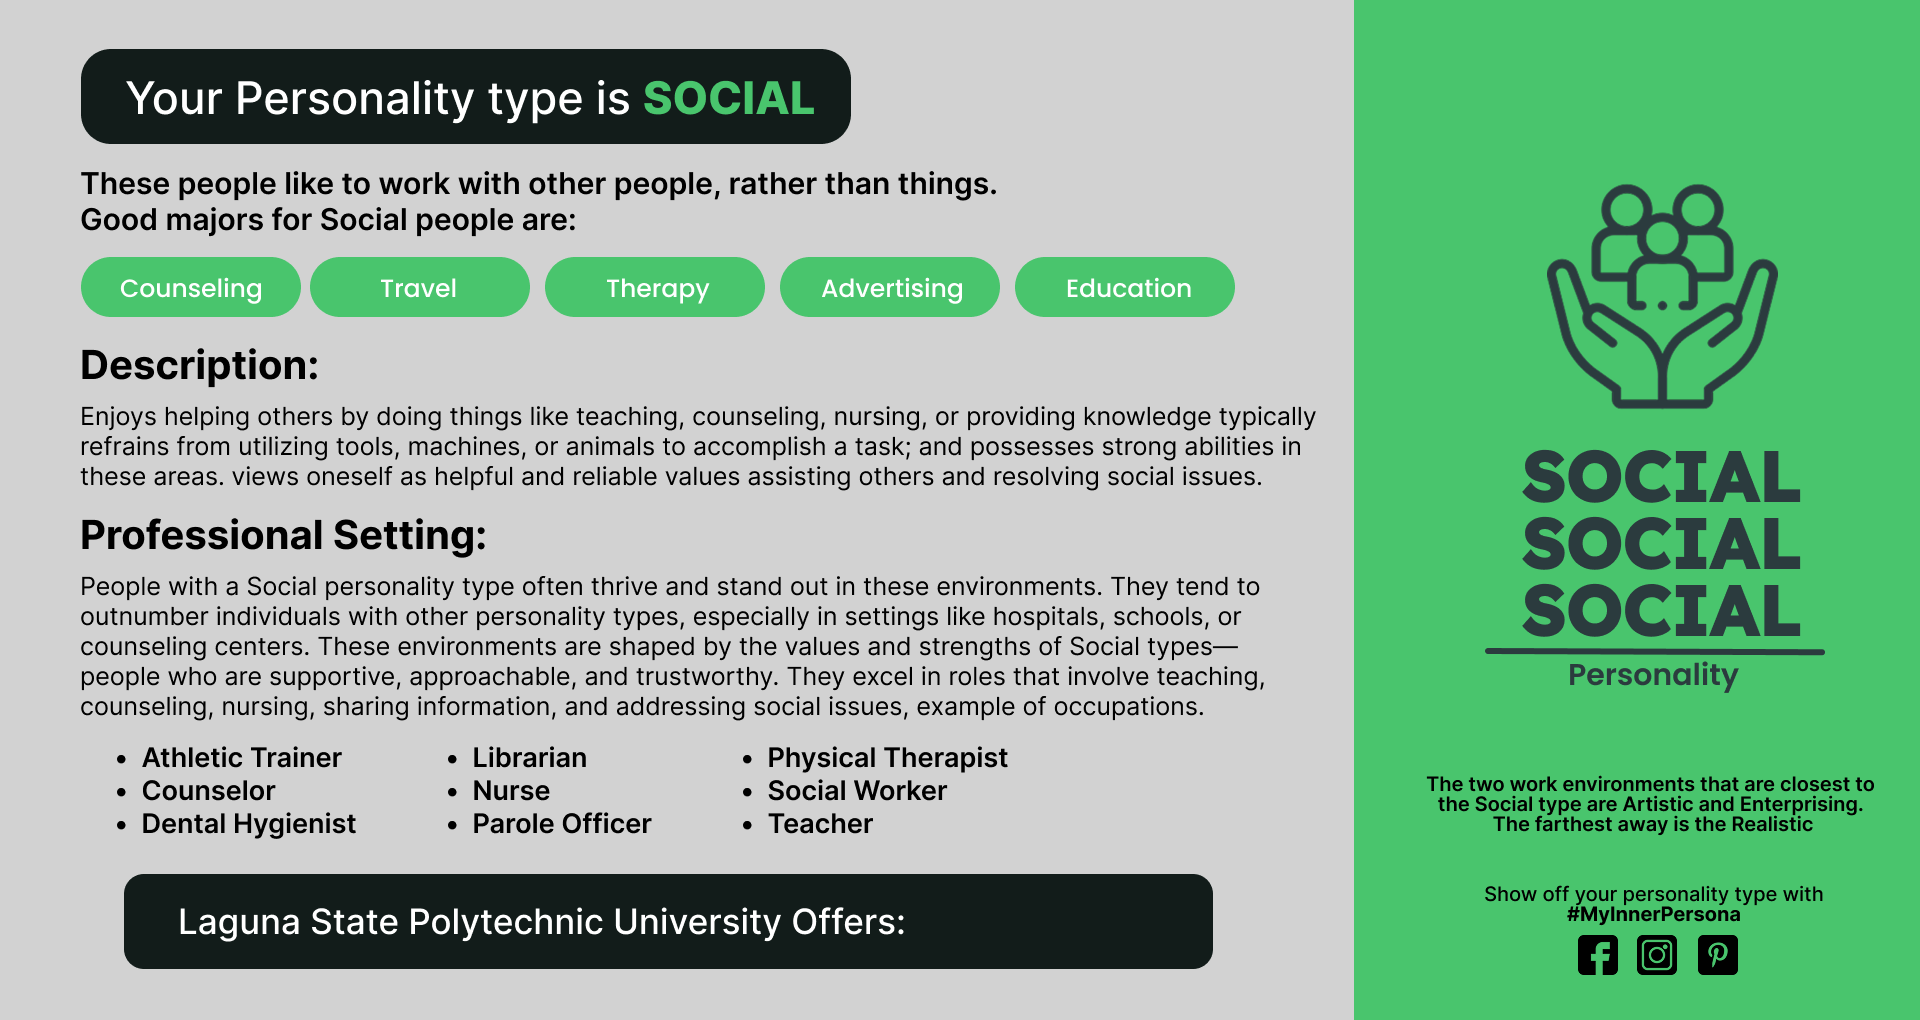 Your Personality type is SOCIAL
These people like to work with other people, rather than things.
Good majors for Social people are:
Counseling
Travel
Therapy
Advertising
Education
Description:
Enjoys helping others by doing things like teaching, counseling, nursing, or providing knowledge typically
refrains from utilizing tools, machines, or animals to accomplish a task; and possesses strong abilities in
these areas. views oneself as helpful and reliable values assisting others and resolving social issues.
Professional Setting:
People with a Social personality type often thrive and stand out in these environments. They tend to
outnumber individuals with other personality types, especially in settings like hospitals, schools, or
counseling centers. These environments are shaped by the values and strengths of Social types—
people who are supportive, approachable, and trustworthy. They excel in roles that involve teaching,
counseling, nursing, sharing information, and addressing social issues, example of occupations.
• Athletic Trainer
• Counselor
• Dental Hygienist
• Librarian
• Nurse
• Parole Officer
• Physical Therapist
• Social Worker
• Teacher
Laguna State Polytechnic University Offers:
SOCIAL
SOCIAL
SOCIAL
Personality
The two work environments that are closest to
the Social type are Artistic and Enterprising.
The farthest away is the Realistic
Show off your personality type with
#MyInnerPersona